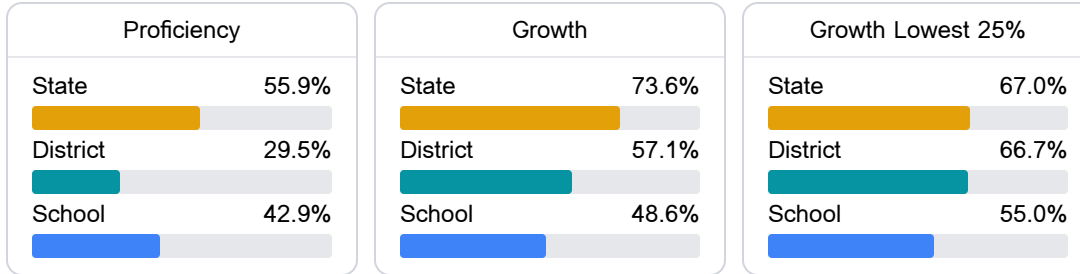 Proficiency
State 55.9%
District 29.5%
School 42.9%
Growth
State 73.6%
District 57.1%
School 48.6%
Growth Lowest 25%
State 67.0%
District 66.7%
School 55.0%